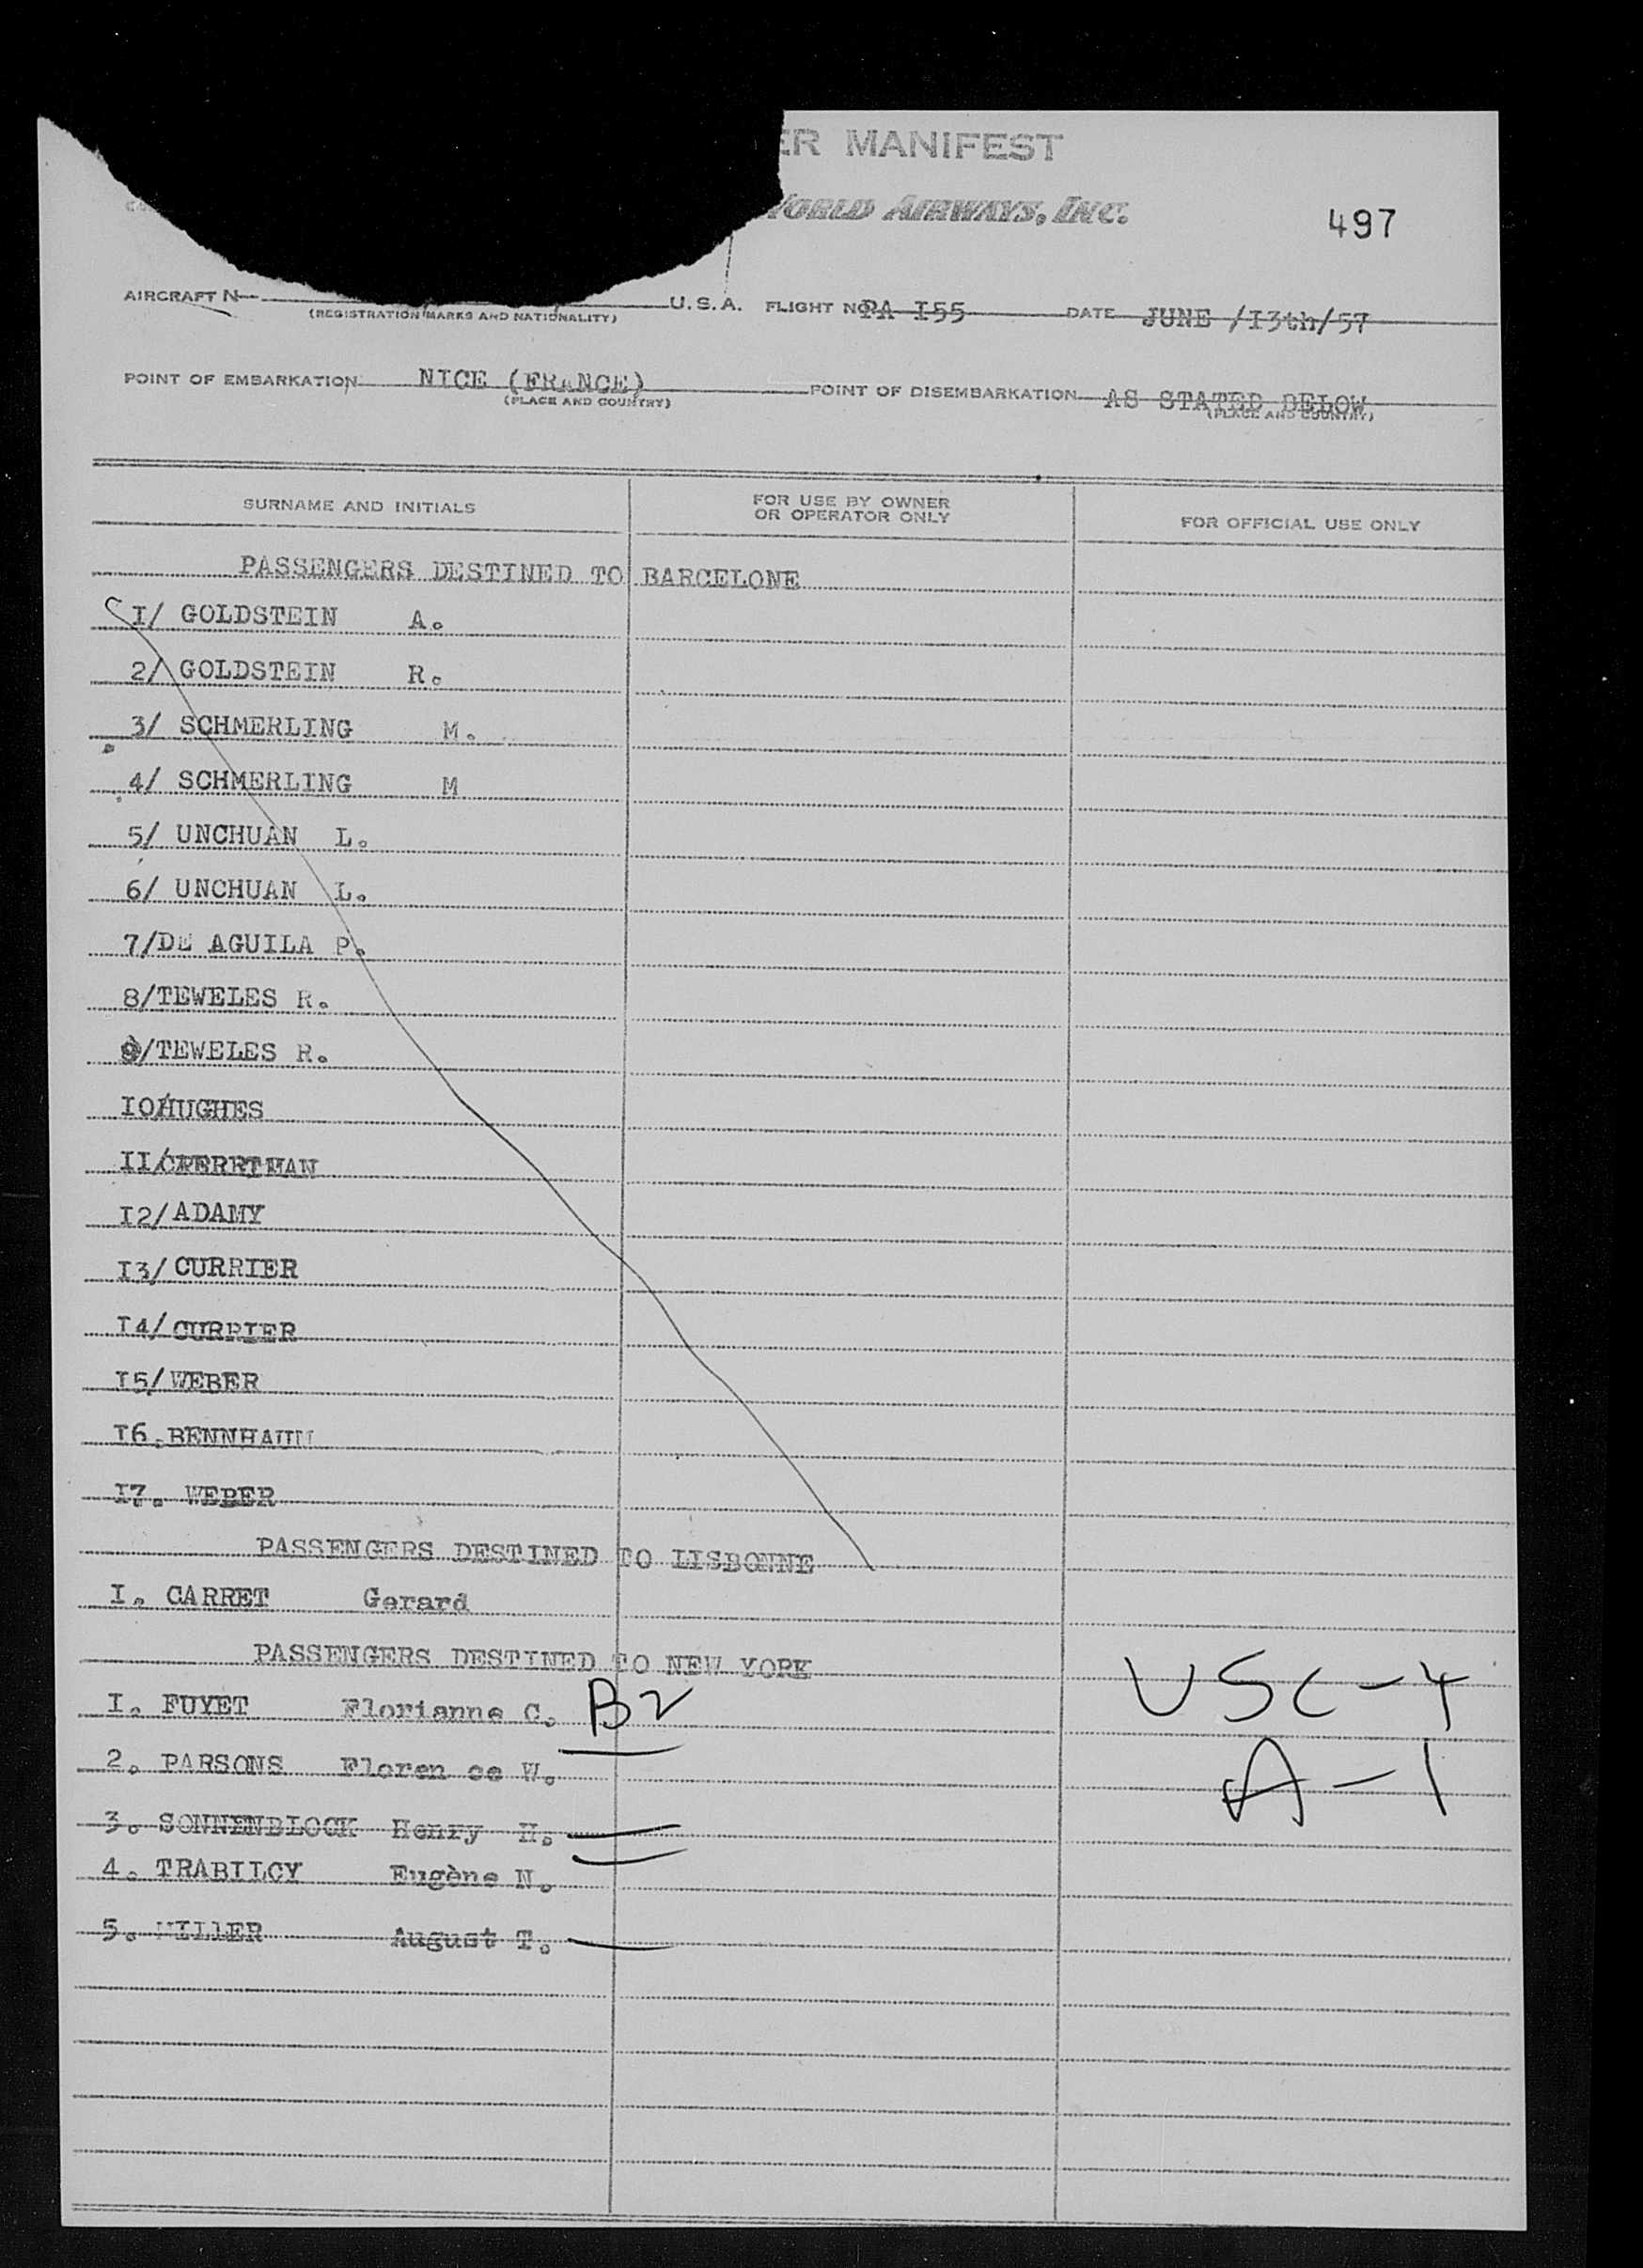 MANIFEST
WORLD AIRWAYS, INC.
497
AIRCRAFT N U.S.A. FLIGHT NO PA I55 DATE JUNE /I3th/57
(REGISTRATION MARKS AND NATIONALITY)
POINT OF EMBARKATION NICE (FRANCE) POINT OF DISEMBARKATION AS STATED BELOW
(PLACE AND COUNTRY) (PLACE AND COUNTRY)
SURNAME AND INITIALS FOR USE BY OWNER OR OPERATOR ONLY FOR OFFICIAL USE ONLY
PASSENGERS DESTINED TO BARCELONE
I/ GOLDSTEIN A.
2/ GOLDSTEIN R.
3/ SCHMERLING M.
4/ SCHMERLING M
5/ UNCHUAN L.
6/ UNCHUAN L.
7/DE AGUILA P.
8/TEWELES R.
9/TEWELES R.
IO/HUGHES
II/
I2/ADAMY
I3/ CURRIER
I4/ CURRIER
I5/ WEBER
I6.
I7. WEBER
PASSENGERS DESTINED TO LISBONNE
I. CARRET Gerard
PASSENGERS DESTINED TO NEW YORK
I. FUYET Florianne C. B2 USC-4
2. PARSONS Floren ce W. A-1
3. SONNENBLOCK Henry H.
4. TRABILCY Eugène N.
5. August T.